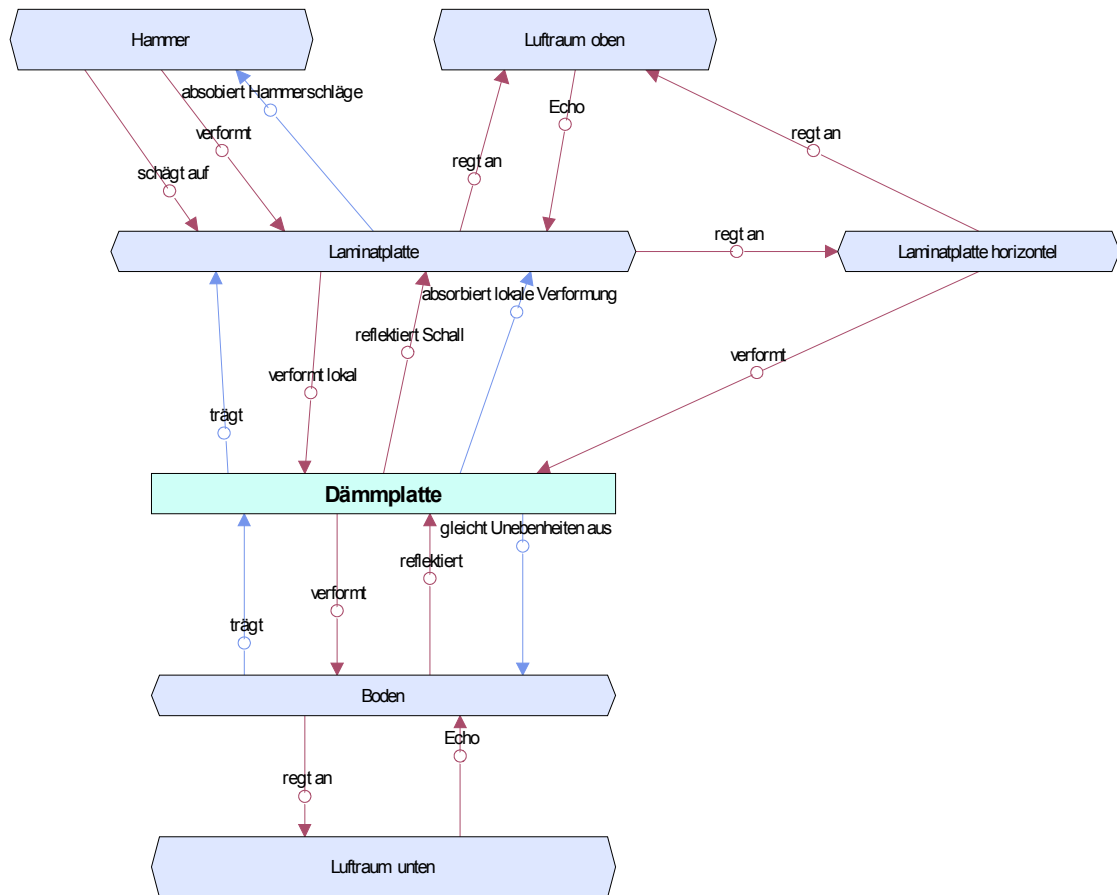 Hammer
Luftraum oben
absobiert Hammerschläge
Echo
verformt
regt an
regt an
schägt auf
regt an
Laminatplatte
Laminatplatte horizontel
absorbiert lokale Verformung
reflektiert Schall
verformt
verformt lokal
trägt
Dämmplatte
gleicht Unebenheiten aus
reflektiert
verformt
trägt
Boden
Echo
regt an
Luftraum unten